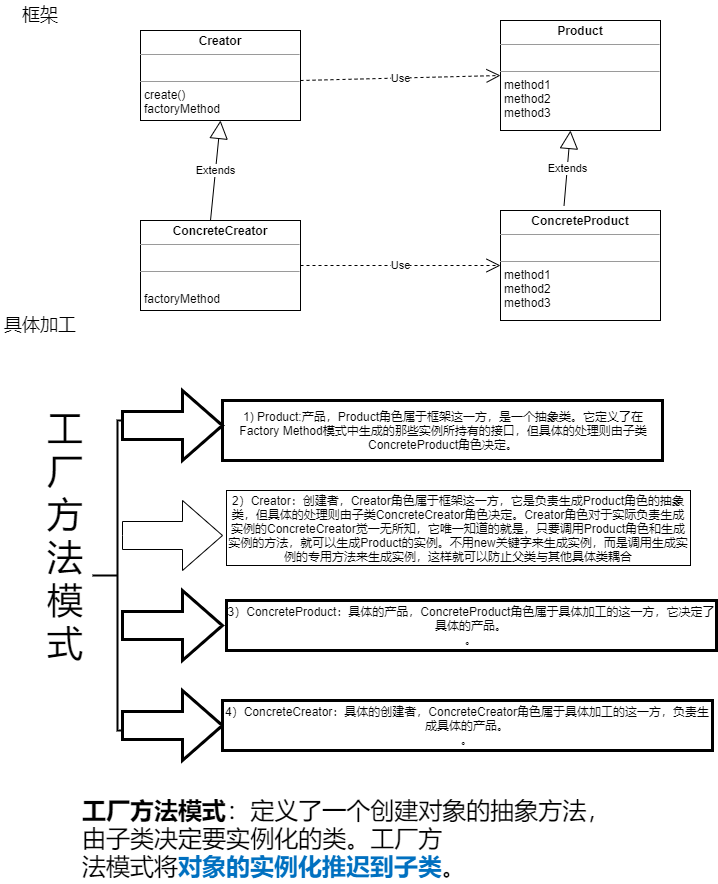 框架
Creator
create()
factoryMethod
Use
Product
method1
method2
method3
Extends
Extends
ConcreteCreator
factoryMethod
Use
ConcreteProduct
method1
method2
method3
具体加工
工厂方法模式
1) Product:产品，Product角色属于框架这一方，是一个抽象类。它定义了在
Factory Method模式中生成的那些实例所持有的接口，但具体的处理则由子类
ConcreteProduct角色决定。
2）Creator：创建者，Creator角色属于框架这一方，它是负责生成Product角色的抽象
类，但具体的处理则由子类ConcreteCreator角色决定。Creator角色对于实际负责生成
实例的ConcreteCreator觉一无所知，它唯一知道的就是，只要调用Product角色和生成
实例的方法，就可以生成Product的实例。不用new关键字来生成实例，而是调用生成实
例的专用方法来生成实例，这样就可以防止父类与其他具体类耦合
3）ConcreteProduct：具体的产品，ConcreteProduct角色属于具体加工的这一方，它决定了
具体的产品。
。
4）ConcreteCreator：具体的创建者，ConcreteCreator角色属于具体加工的这一方，负责生
成具体的产品。
。
工厂方法模式：定义了一个创建对象的抽象方法，
由子类决定要实例化的类。工厂方
法模式将对象的实例化推迟到子类。